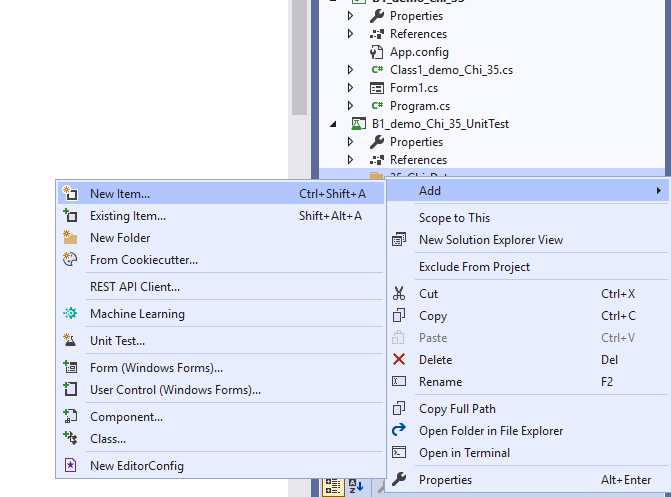 B1_demo_Chi_35
Properties
References
App.config
C# Class1_demo_Chi_35.cs
Form1.cs
C# Program.cs
B1_demo_Chi_35_UnitTest
Properties
References
New Item... Ctrl+Shift+A
Existing Item... Shift+Alt+A
New Folder
From Cookiecutter...
REST API Client...
Machine Learning
Unit Test...
Form (Windows Forms)...
User Control (Windows Forms)...
Component...
Class...
New EditorConfig
Add
Scope to This
New Solution Explorer View
Exclude From Project
Cut Ctrl+X
Copy Ctrl+C
Paste Ctrl+V
Delete Del
Rename F2
Copy Full Path
Open Folder in File Explorer
Open in Terminal
Properties Alt+Enter